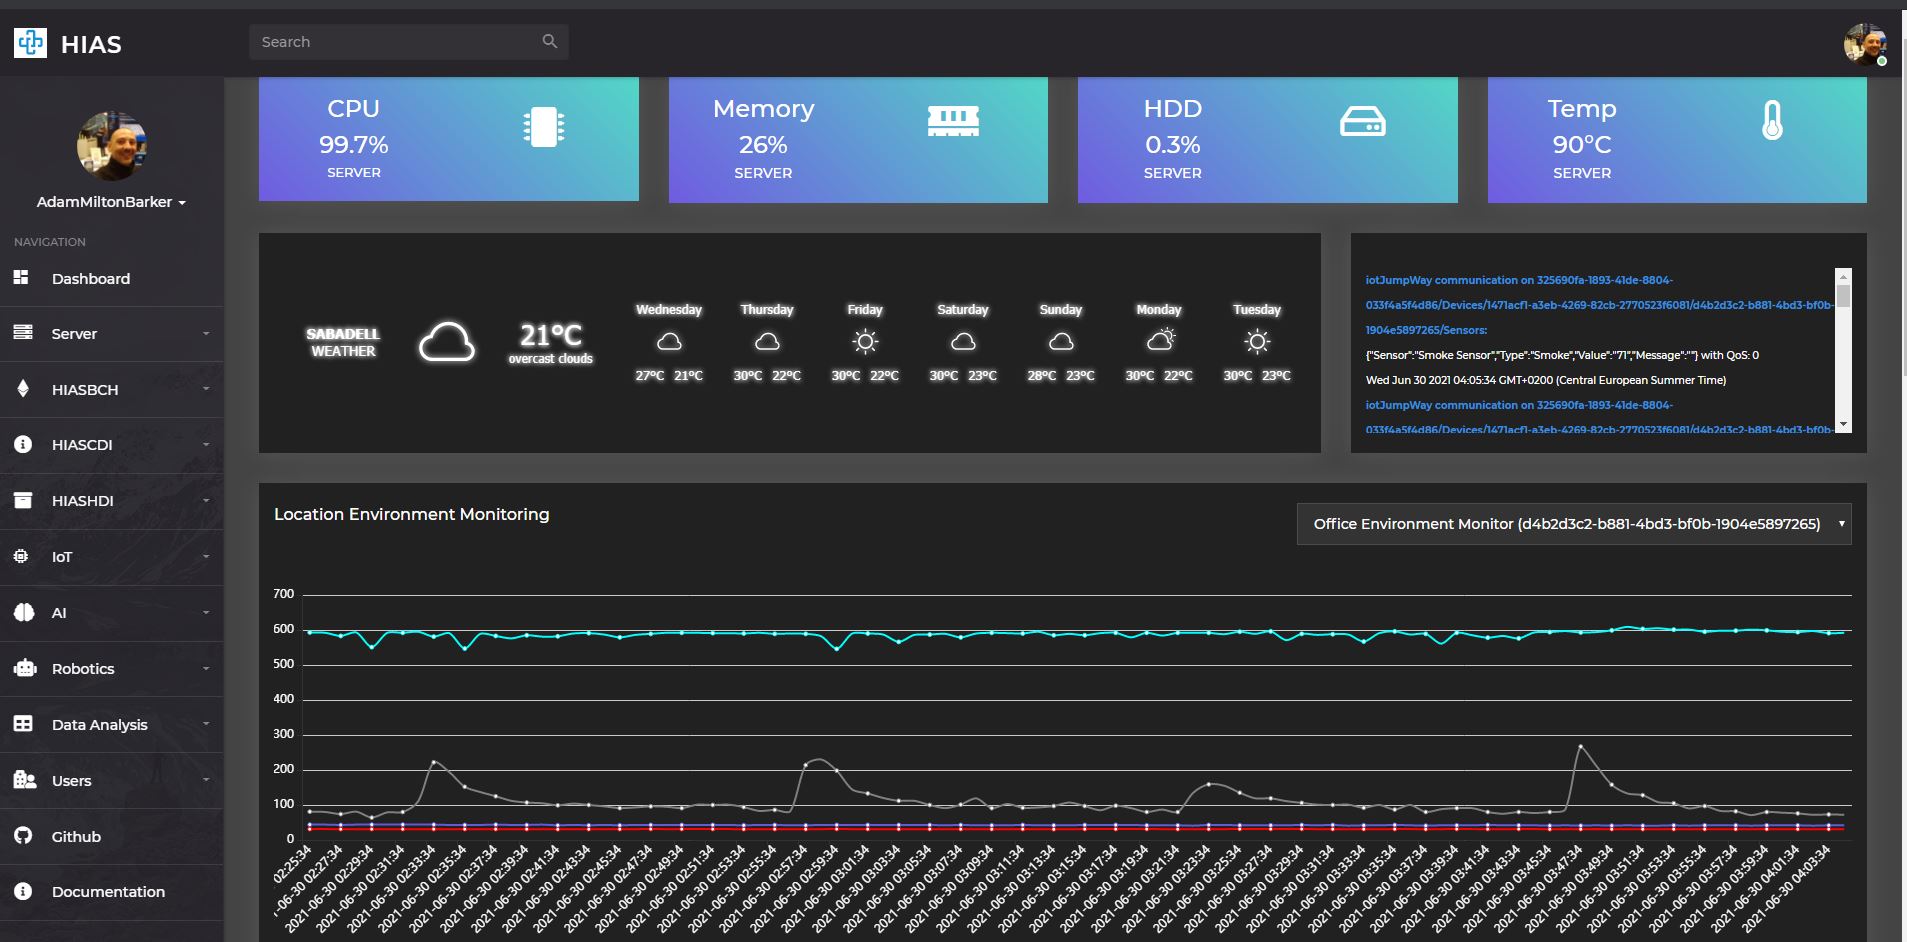 HIAS
Search
AdamMiltonBarker
NAVIGATION
Dashboard
Server
HIASBCH
HIASCDI
HIASHDI
IoT
AI
Robotics
Data Analysis
Users
Github
Documentation
CPU
99.7%
SERVER
Memory
26%
SERVER
HDD
0.3%
SERVER
Temp
90°C
SERVER
SABADELL
WEATHER
21°C
overcast clouds
Wednesday
27°C 21°C
Thursday
30°C 22°C
Friday
30°C 22°C
Saturday
30°C 23°C
Sunday
28°C 23°C
Monday
30°C 22°C
Tuesday
30°C 23°C
iotJumpWay communication on 325690fa-1893-41de-8804-
033f4a5f4d86/Devices/1471acf1-a3eb-4269-82cb-2770523f6081/d4b2d3c2-b881-4bd3-bf0b-
1904e5897265/Sensors:
{"Sensor":"Smoke Sensor","Type":"Smoke","Value":"71","Message":""} with QoS: 0
Wed Jun 30 2021 04:05:34 GMT+0200 (Central European Summer Time)
iotJumpWay communication on 325690fa-1893-41de-8804-
033f4a5f4d86/Devices/1471acf1-a3eb-4269-82cb-2770523f6081/d4b2d3c2-b881-4bd3-bf0b-
Location Environment Monitoring
Office Environment Monitor (d4b2d3c2-b881-4bd3-bf0b-1904e5897265)
700
600
500
400
300
200
100
0
02:25:34
-06-30 02:27:34
2021-06-30 02:29:34
2021-06-30 02:31:34
2021-06-30 02:33:34
2021-06-30 02:35:34
2021-06-30 02:37:34
2021-06-30 02:39:34
2021-06-30 02:41:34
2021-06-30 02:43:34
2021-06-30 02:45:34
2021-06-30 02:47:34
2021-06-30 02:49:34
2021-06-30 02:51:34
2021-06-30 02:53:34
2021-06-30 02:55:34
2021-06-30 02:57:34
2021-06-30 02:59:34
2021-06-30 03:01:34
2021-06-30 03:03:34
2021-06-30 03:05:34
2021-06-30 03:07:34
2021-06-30 03:09:34
2021-06-30 03:11:34
2021-06-30 03:13:34
2021-06-30 03:15:34
2021-06-30 03:17:34
2021-06-30 03:19:34
2021-06-30 03:21:34
2021-06-30 03:23:34
2021-06-30 03:25:34
2021-06-30 03:27:34
2021-06-30 03:29:34
2021-06-30 03:31:34
2021-06-30 03:33:34
2021-06-30 03:35:34
2021-06-30 03:37:34
2021-06-30 03:39:34
2021-06-30 03:41:34
2021-06-30 03:43:34
2021-06-30 03:45:34
2021-06-30 03:47:34
2021-06-30 03:49:34
2021-06-30 03:51:34
2021-06-30 03:53:34
2021-06-30 03:55:34
2021-06-30 03:57:34
2021-06-30 03:59:34
2021-06-30 04:01:34
2021-06-30 04:03:34